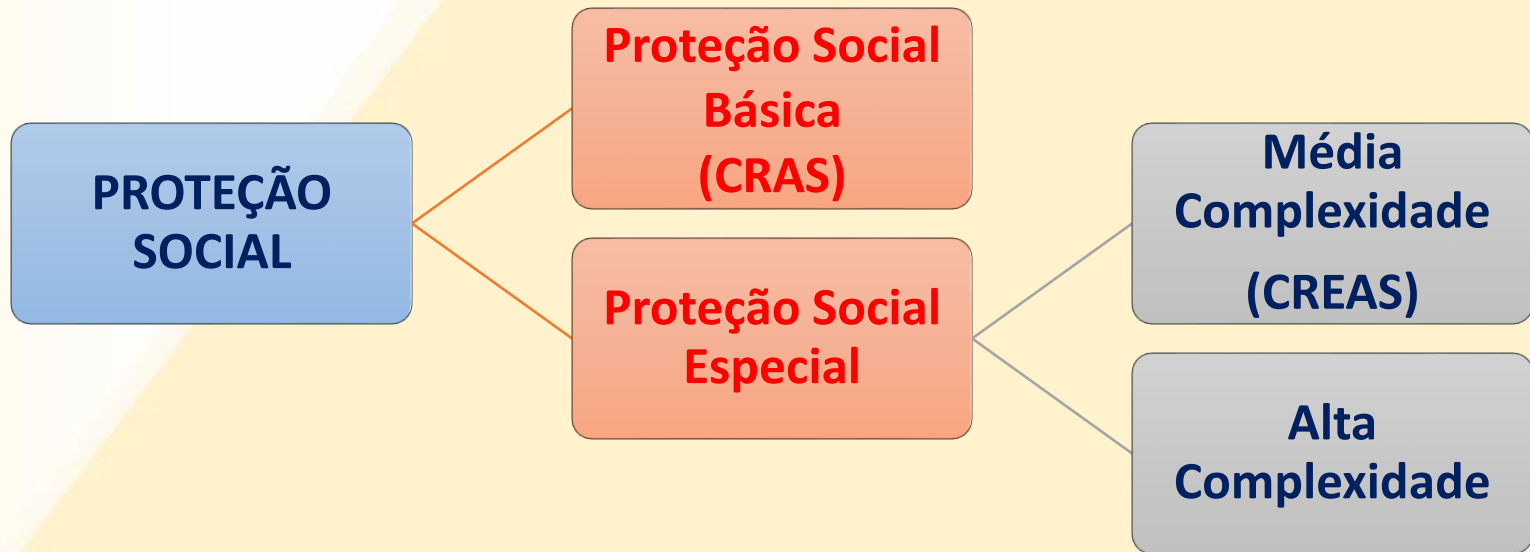 PROTEÇÃO
SOCIAL
Proteção Social
Básica
(CRAS)
Proteção Social
Especial
Média
Complexidade
(CREAS)
Alta
Complexidade